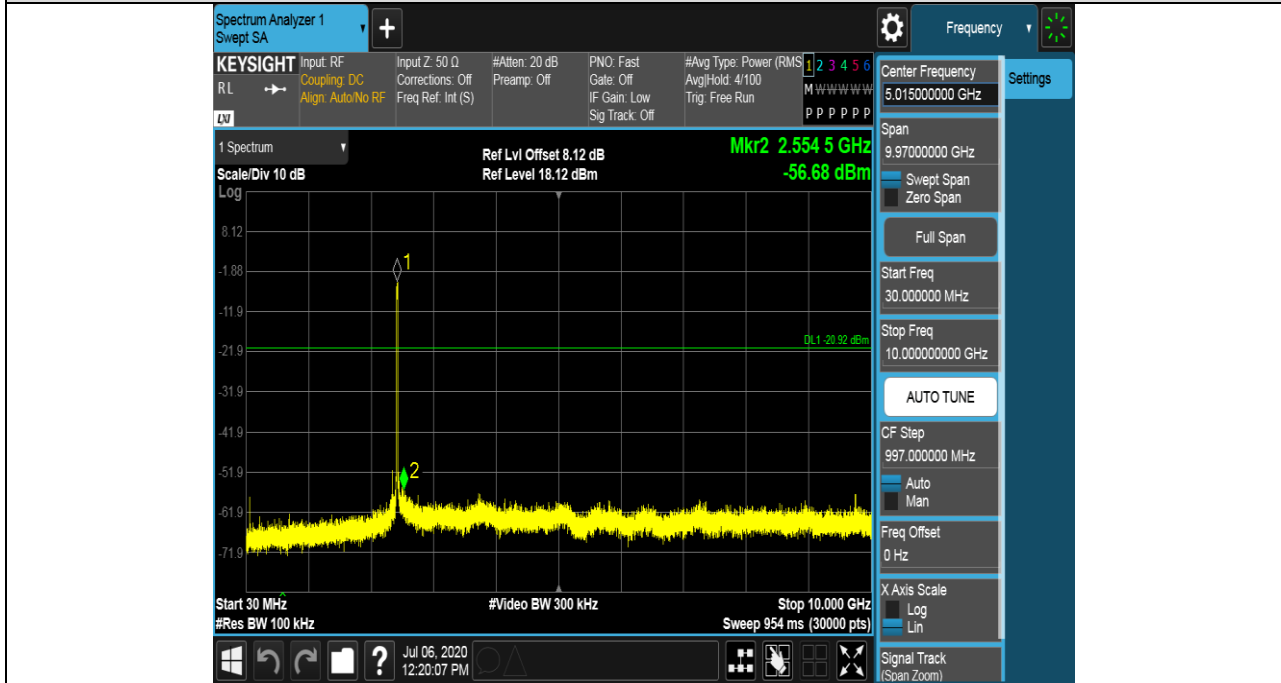 Spectrum Analyzer 1
Swept SA
+
Frequency
KEYSIGHT
RL
LXI
Input: RF
Coupling: DC
Align: Auto/No RF
Input Z: 50 Ω
Corrections: Off
Freq Ref: Int (S)
#Atten: 20 dB
Preamp: Off
PNO: Fast
Gate: Off
IF Gain: Low
Sig Track: Off
#Avg Type: Power (RMS
Avg|Hold: 4/100
Trig: Free Run
1 2 3 4 5 6
M W W W W W
P P P P P P
1 Spectrum
Scale/Div 10 dB
Log
Ref Lvl Offset 8.12 dB
Ref Level 18.12 dBm
Mkr2 2.554 5 GHz
-56.68 dBm
8.12
-1.88
-11.9
-21.9
-31.9
-41.9
-51.9
-61.9
-71.9
1
DL1 -20.92 dBm
2
Start 30 MHz
#Res BW 100 kHz
#Video BW 300 kHz
Stop 10.000 GHz
Sweep 954 ms (30000 pts)
Center Frequency
5.015000000 GHz
Settings
Span
9.97000000 GHz
Swept Span
Zero Span
Full Span
Start Freq
30.000000 MHz
Stop Freq
10.000000000 GHz
AUTO TUNE
CF Step
997.000000 MHz
Auto
Man
Freq Offset
0 Hz
X Axis Scale
Log
Lin
Signal Track
(Span Zoom)
?
Jul 06, 2020
12:20:07 PM